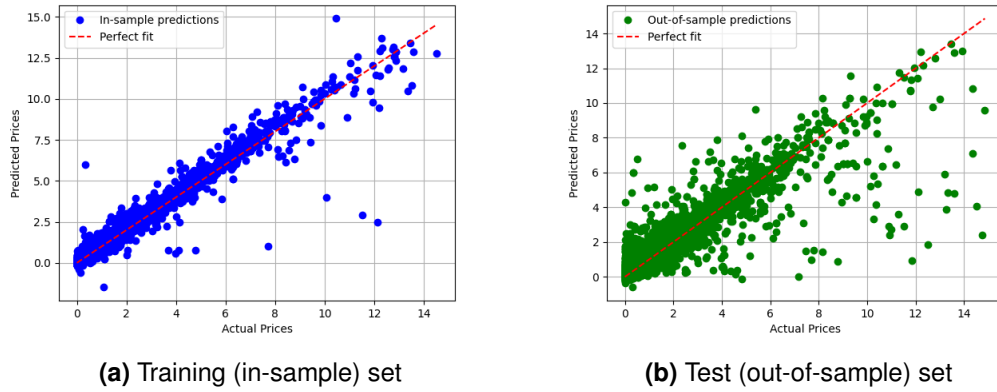 15.0
12.5
10.0
7.5
5.0
2.5
0.0
Predicted Prices
In-sample predictions
Perfect fit
0 2 4 6 8 10 12 14
Actual Prices
(a) Training (in-sample) set
14
12
10
8
6
4
2
0
Predicted Prices
Out-of-sample predictions
Perfect fit
0 2 4 6 8 10 12 14
Actual Prices
(b) Test (out-of-sample) set